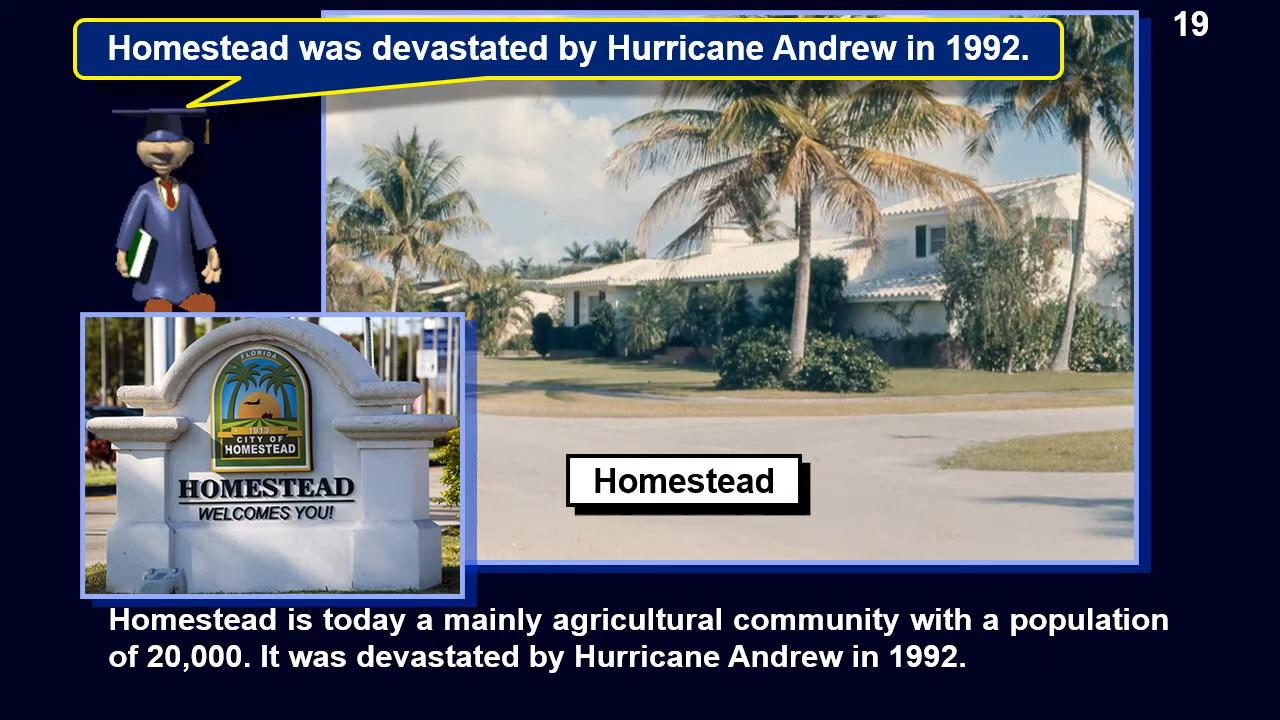 19
Homestead was devastated by Hurricane Andrew in 1992.
FLORIDA
1913
CITY OF
HOMESTEAD
HOMESTEAD
WELCOMES YOU!
Homestead
Homestead is today a mainly agricultural community with a population
of 20,000. It was devastated by Hurricane Andrew in 1992.